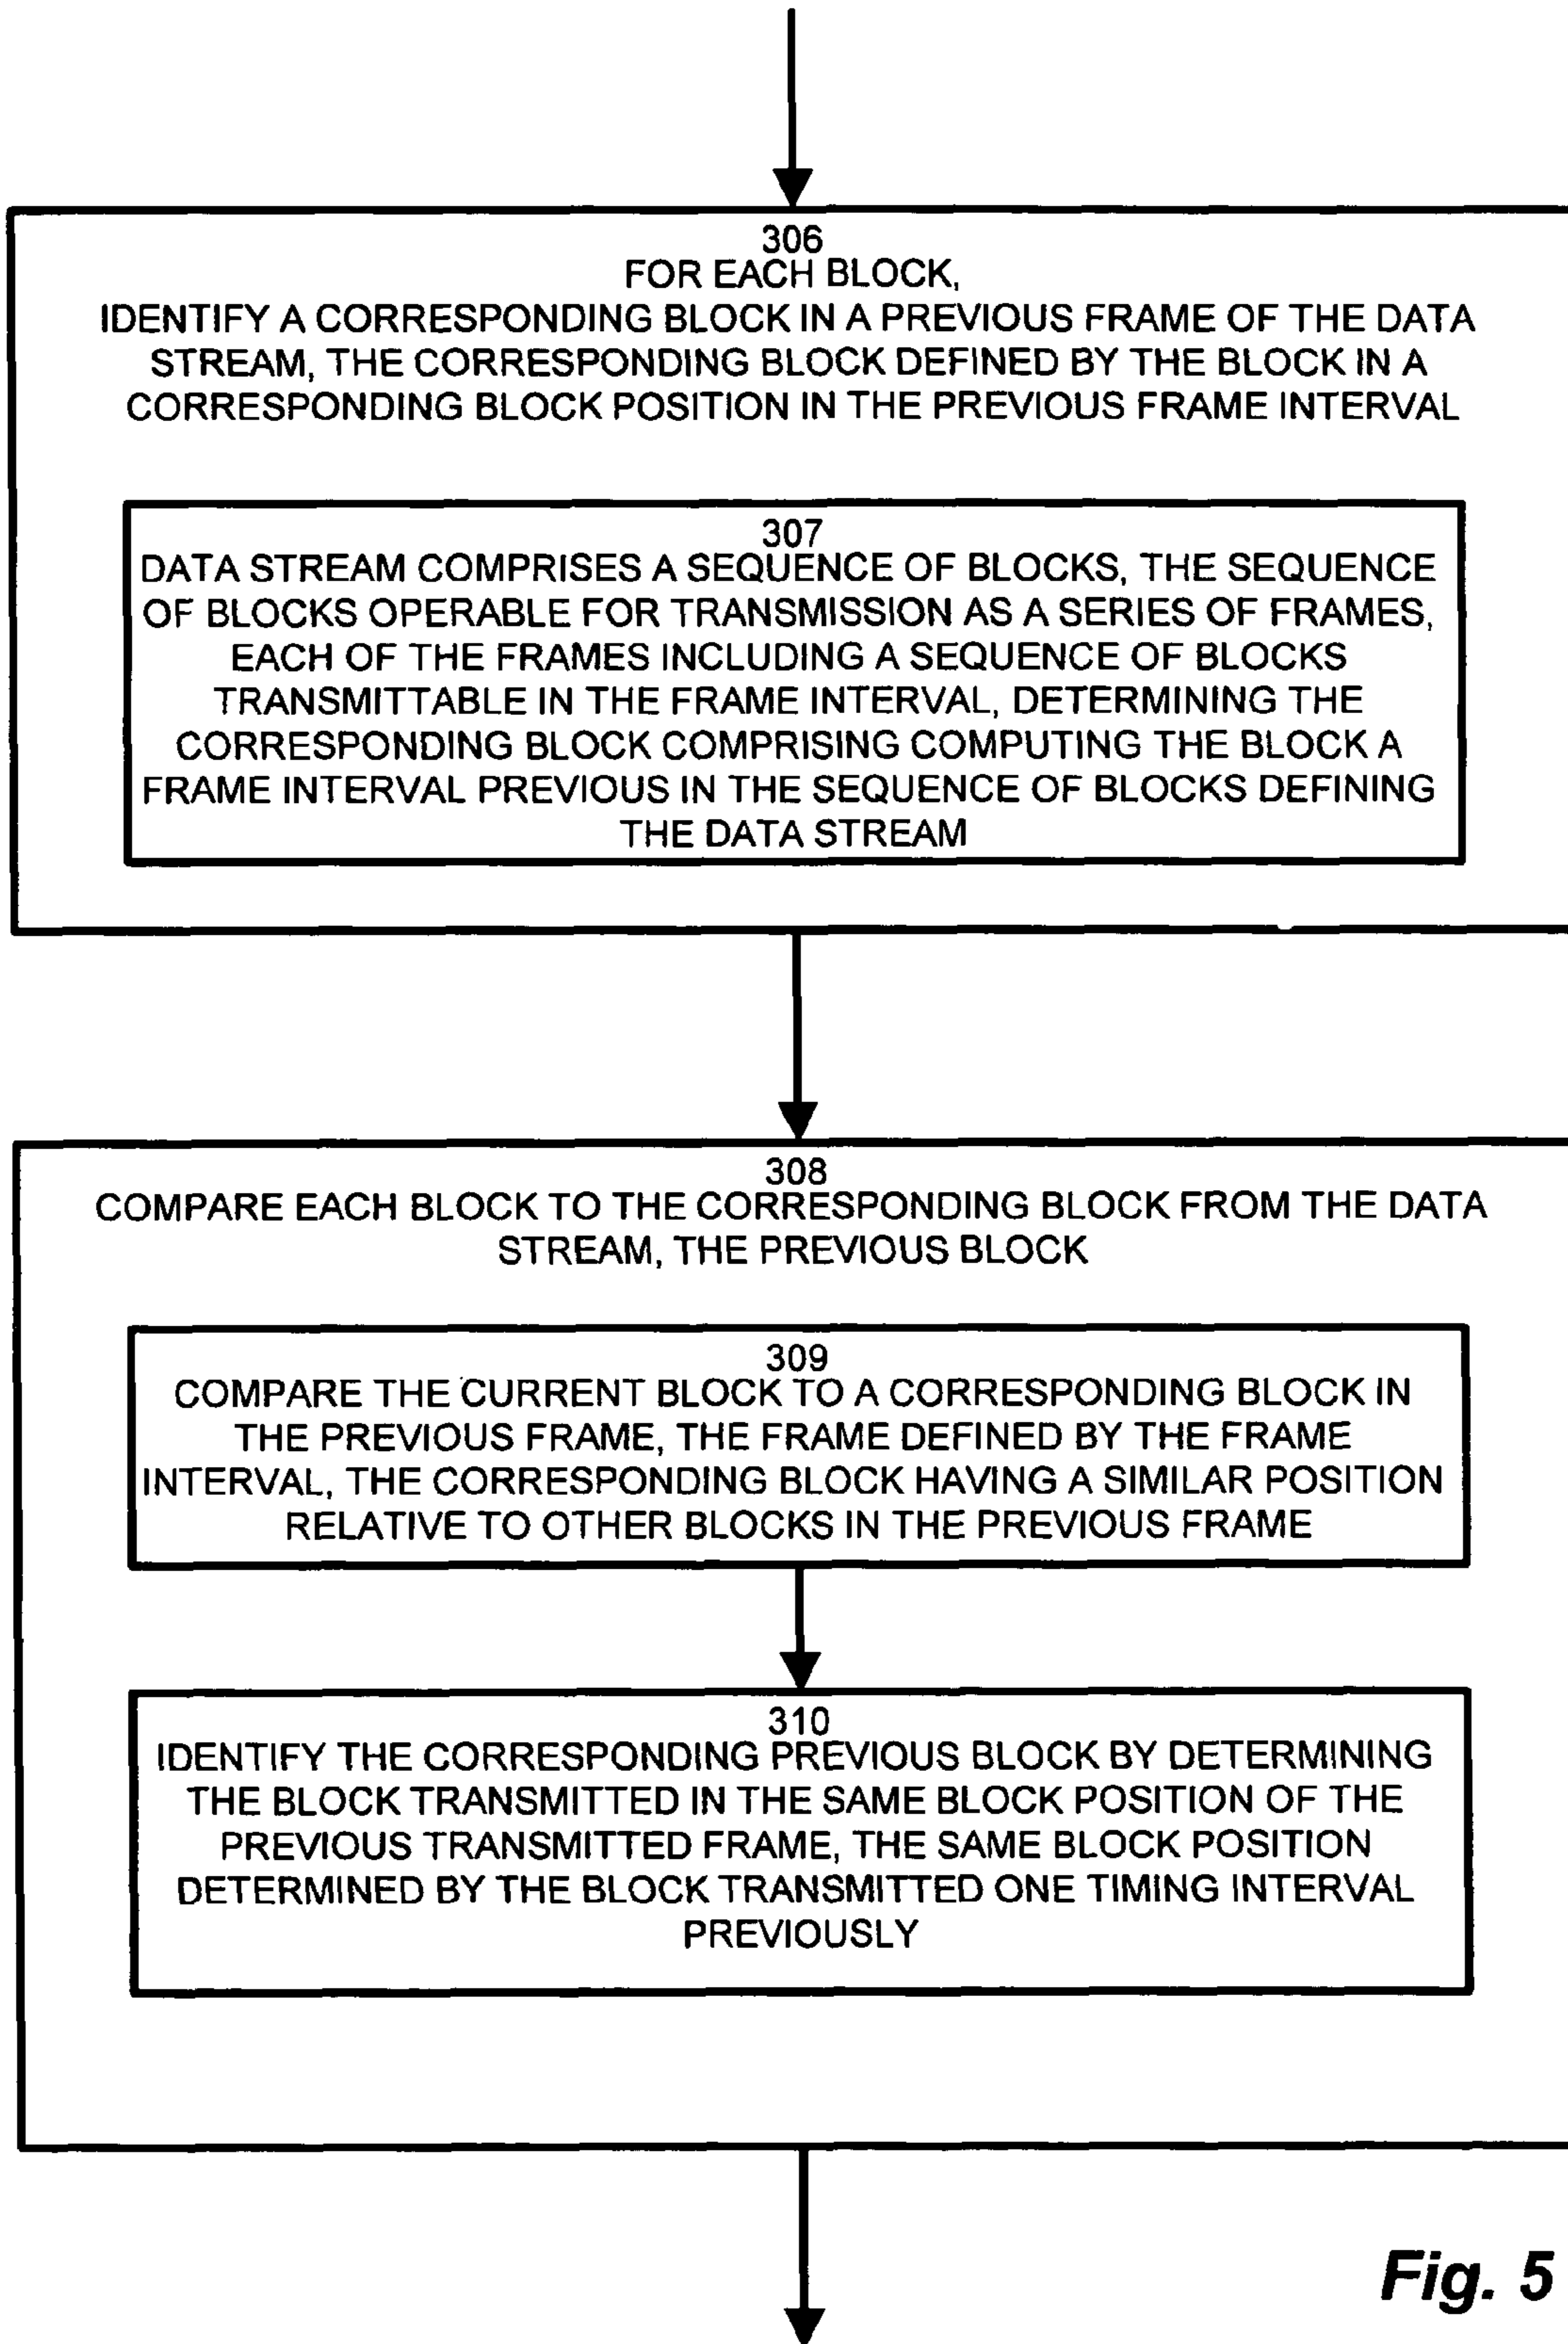 306
FOR EACH BLOCK,
IDENTIFY A CORRESPONDING BLOCK IN A PREVIOUS FRAME OF THE DATA
STREAM, THE CORRESPONDING BLOCK DEFINED BY THE BLOCK IN A
CORRESPONDING BLOCK POSITION IN THE PREVIOUS FRAME INTERVAL
307
DATA STREAM COMPRISES A SEQUENCE OF BLOCKS, THE SEQUENCE
OF BLOCKS OPERABLE FOR TRANSMISSION AS A SERIES OF FRAMES,
EACH OF THE FRAMES INCLUDING A SEQUENCE OF BLOCKS
TRANSMITTABLE IN THE FRAME INTERVAL, DETERMINING THE
CORRESPONDING BLOCK COMPRISING COMPUTING THE BLOCK A
FRAME INTERVAL PREVIOUS IN THE SEQUENCE OF BLOCKS DEFINING
THE DATA STREAM
308
COMPARE EACH BLOCK TO THE CORRESPONDING BLOCK FROM THE DATA
STREAM, THE PREVIOUS BLOCK
309
COMPARE THE CURRENT BLOCK TO A CORRESPONDING BLOCK IN
THE PREVIOUS FRAME, THE FRAME DEFINED BY THE FRAME
INTERVAL, THE CORRESPONDING BLOCK HAVING A SIMILAR POSITION
RELATIVE TO OTHER BLOCKS IN THE PREVIOUS FRAME
310
IDENTIFY THE CORRESPONDING PREVIOUS BLOCK BY DETERMINING
THE BLOCK TRANSMITTED IN THE SAME BLOCK POSITION OF THE
PREVIOUS TRANSMITTED FRAME, THE SAME BLOCK POSITION
DETERMINED BY THE BLOCK TRANSMITTED ONE TIMING INTERVAL
PREVIOUSLY
Fig. 5